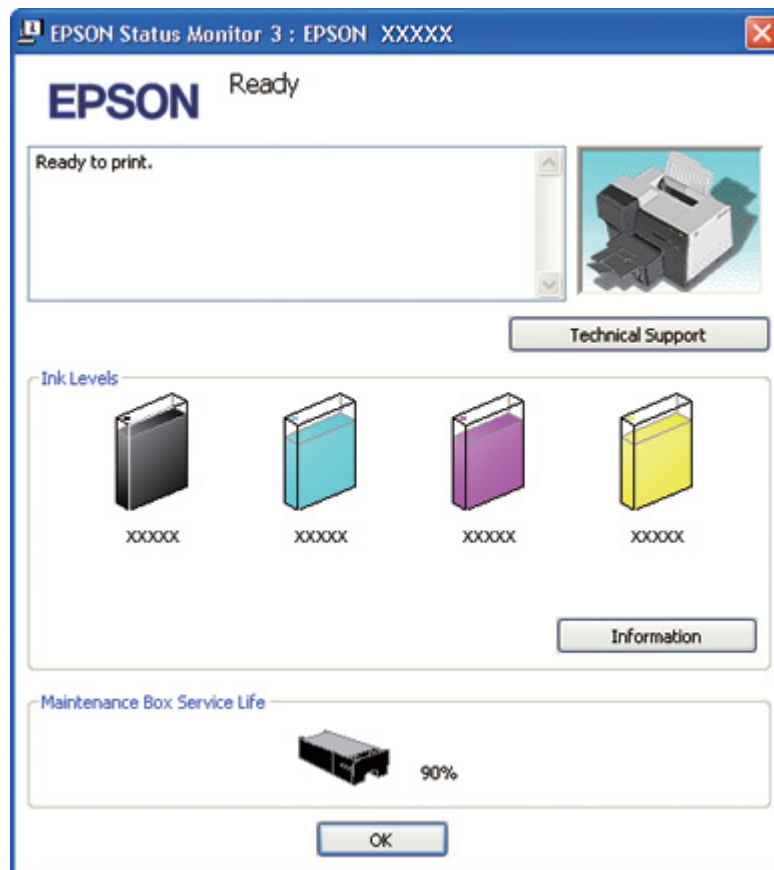 EPSON Status Monitor 3 : EPSON XXXXX
EPSON
Ready
Ready to print.
Technical Support
Ink Levels
XXXXX XXXXX XXXXX XXXXX
Information
Maintenance Box Service Life
90%
OK